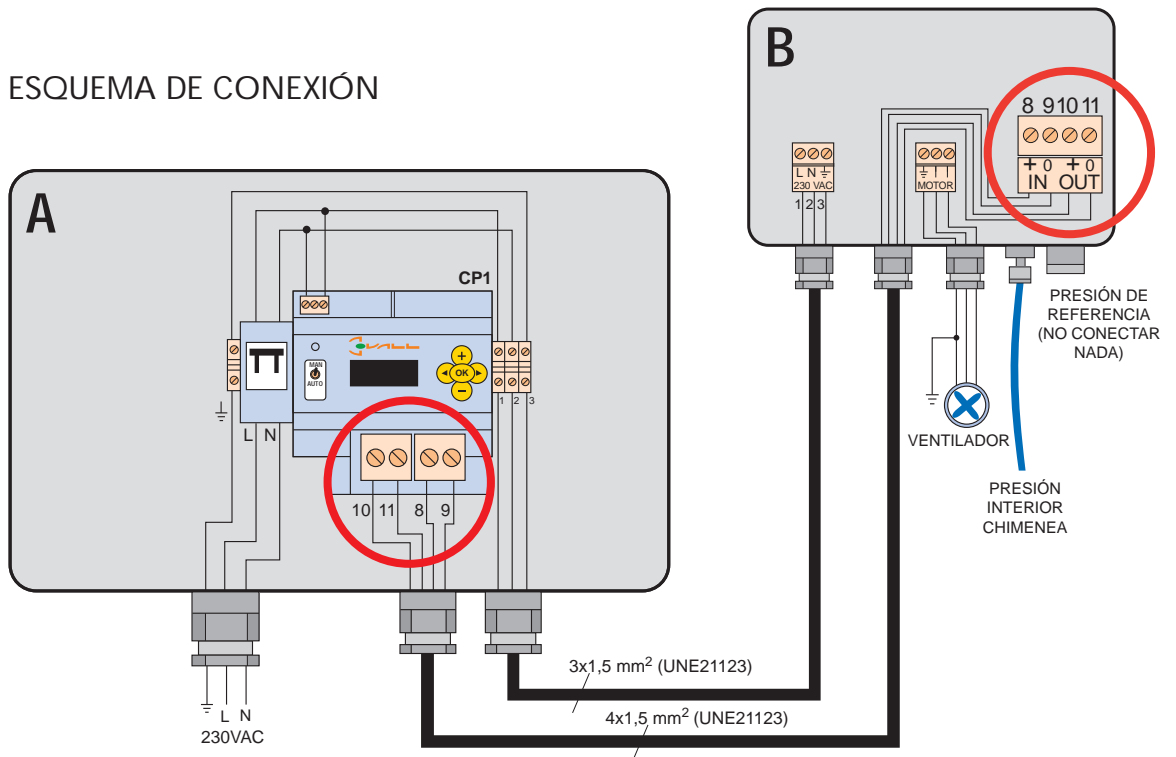 ESQUEMA DE CONEXIÓN
A
CP1
MAN
AUTO
+
OK
−
1 2 3
L N
10 11 8 9
L N
230VAC
B
8 9 10 11
+ 0 + 0
IN OUT
L N
230 VAC
1 2 3
MOTOR
PRESIÓN DE
REFERENCIA
(NO CONECTAR
NADA)
VENTILADOR
PRESIÓN
INTERIOR
CHIMENEA
3x1,5 mm² (UNE21123)
4x1,5 mm² (UNE21123)